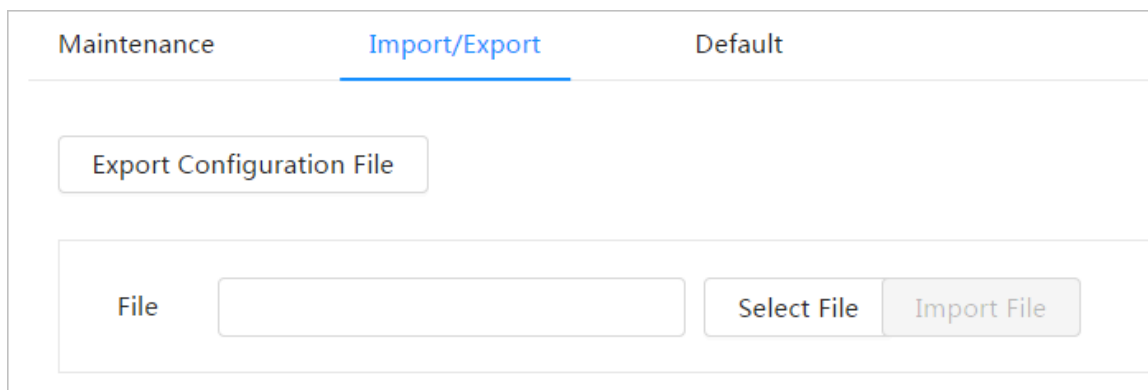 Maintenance Import/Export Default
Export Configuration File
File Select File Import File